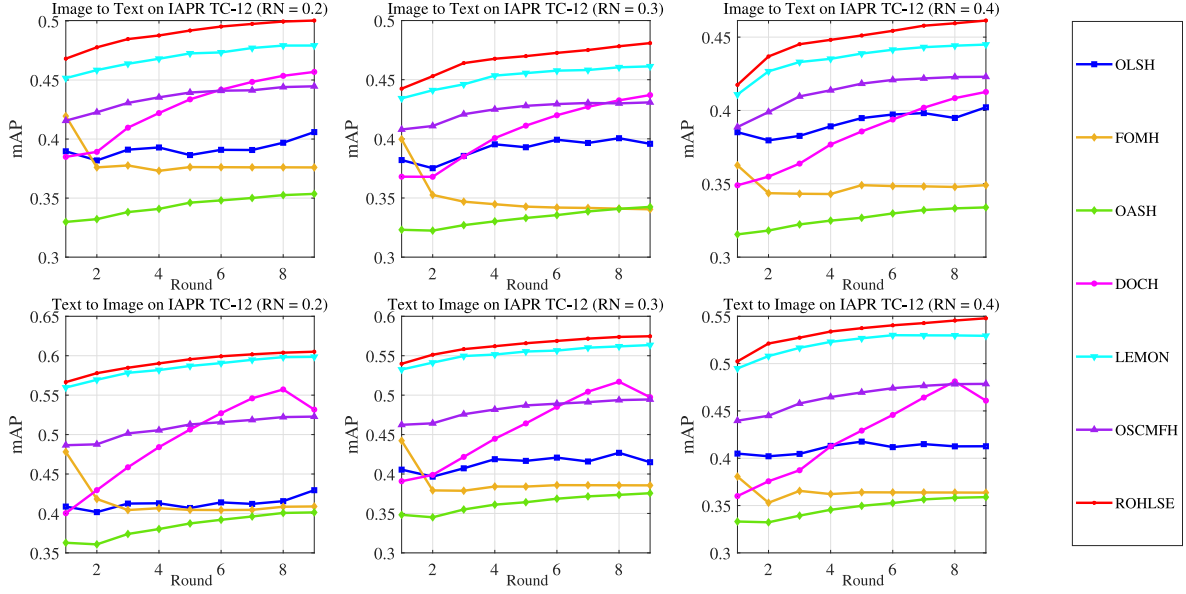 Image to Text on IAPR TC-12 (RN = 0.2)
0.5
0.45
0.4
0.35
0.3
mAP
2 4 6 8
Round
Image to Text on IAPR TC-12 (RN = 0.3)
0.5
0.45
0.4
0.35
0.3
mAP
2 4 6 8
Round
Image to Text on IAPR TC-12 (RN = 0.4)
0.45
0.4
0.35
0.3
mAP
2 4 6 8
Round
Text to Image on IAPR TC-12 (RN = 0.2)
0.65
0.6
0.55
0.5
0.45
0.4
0.35
mAP
2 4 6 8
Round
Text to Image on IAPR TC-12 (RN = 0.3)
0.6
0.55
0.5
0.45
0.4
0.35
0.3
mAP
2 4 6 8
Round
Text to Image on IAPR TC-12 (RN = 0.4)
0.55
0.5
0.45
0.4
0.35
0.3
mAP
2 4 6 8
Round
OLSH
FOMH
OASH
DOCH
LEMON
OSCMFH
ROHLSE